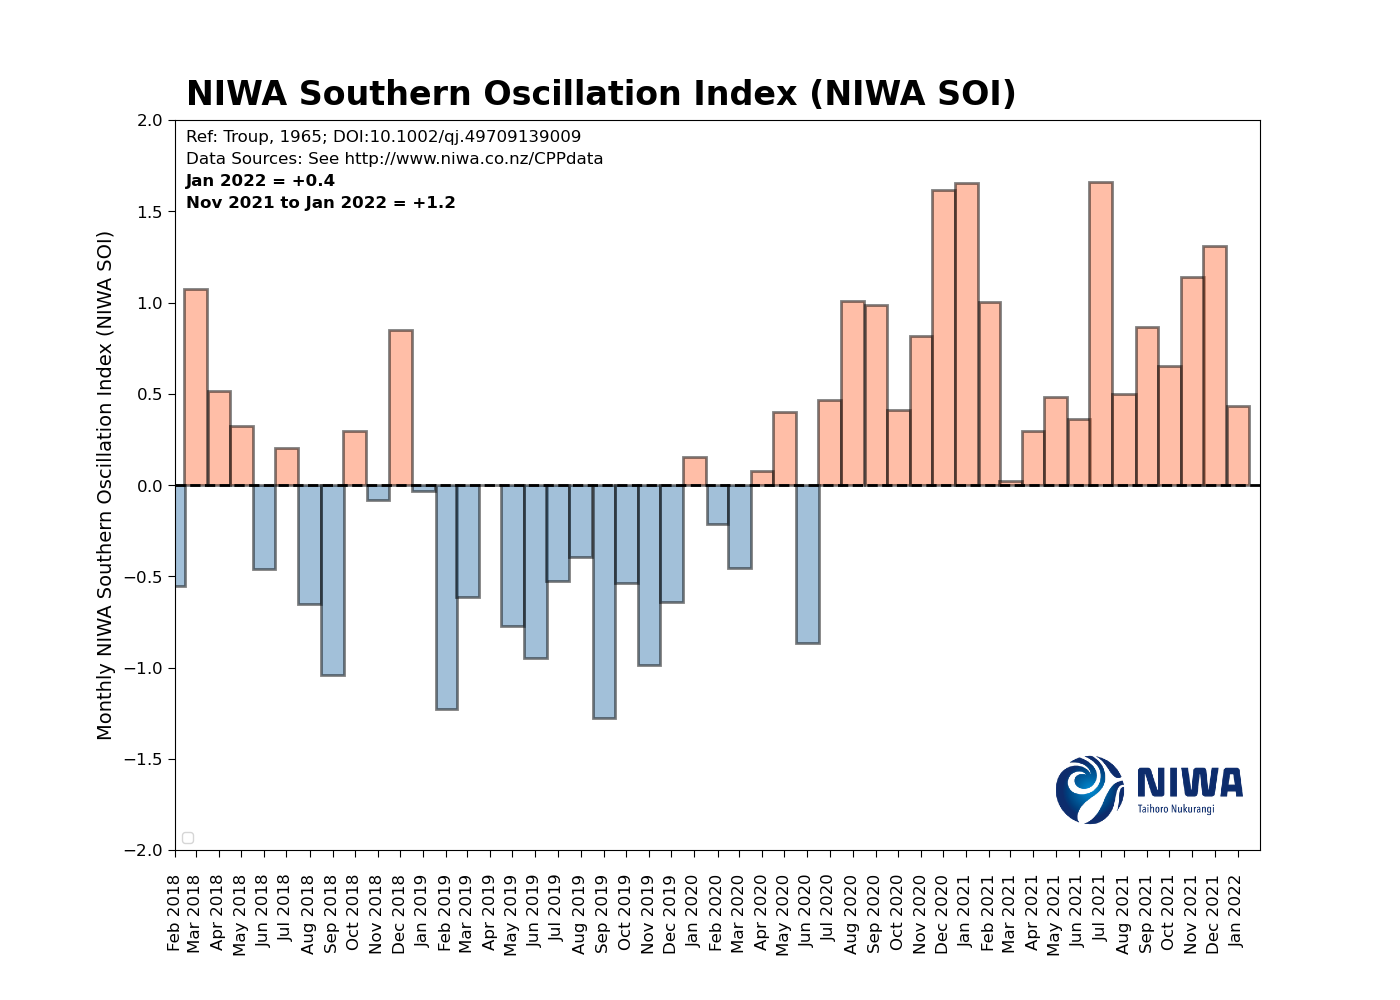 NIWA Southern Oscillation Index (NIWA SOI)
Ref: Troup, 1965; DOI:10.1002/qj.49709139009
Data Sources: See http://www.niwa.co.nz/CPPdata
Jan 2022 = +0.4
Nov 2021 to Jan 2022 = +1.2
Monthly NIWA Southern Oscillation Index (NIWA SOI)
2.0
1.5
1.0
0.5
0.0
−0.5
−1.0
−1.5
−2.0
NIWA
Taihoro Nukurangi
Feb 2018
Mar 2018
Apr 2018
May 2018
Jun 2018
Jul 2018
Aug 2018
Sep 2018
Oct 2018
Nov 2018
Dec 2018
Jan 2019
Feb 2019
Mar 2019
Apr 2019
May 2019
Jun 2019
Jul 2019
Aug 2019
Sep 2019
Oct 2019
Nov 2019
Dec 2019
Jan 2020
Feb 2020
Mar 2020
Apr 2020
May 2020
Jun 2020
Jul 2020
Aug 2020
Sep 2020
Oct 2020
Nov 2020
Dec 2020
Jan 2021
Feb 2021
Mar 2021
Apr 2021
May 2021
Jun 2021
Jul 2021
Aug 2021
Sep 2021
Oct 2021
Nov 2021
Dec 2021
Jan 2022